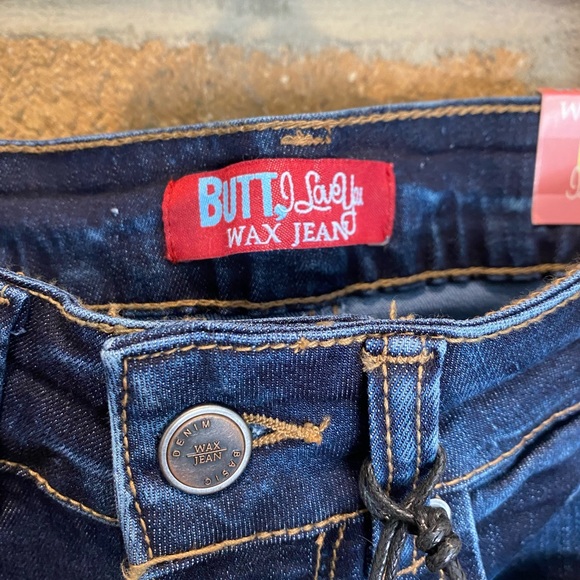 BUTT, I Love You
WAX JEAN
DENIM
WAX
JEAN
BASIC